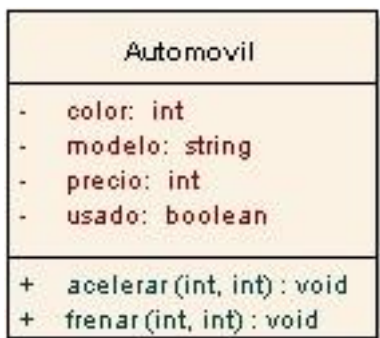 Automovil
- color: int
- modelo: string
- precio: int
- usado: boolean
+ acelerar(int, int) : void
+ frenar(int, int) : void